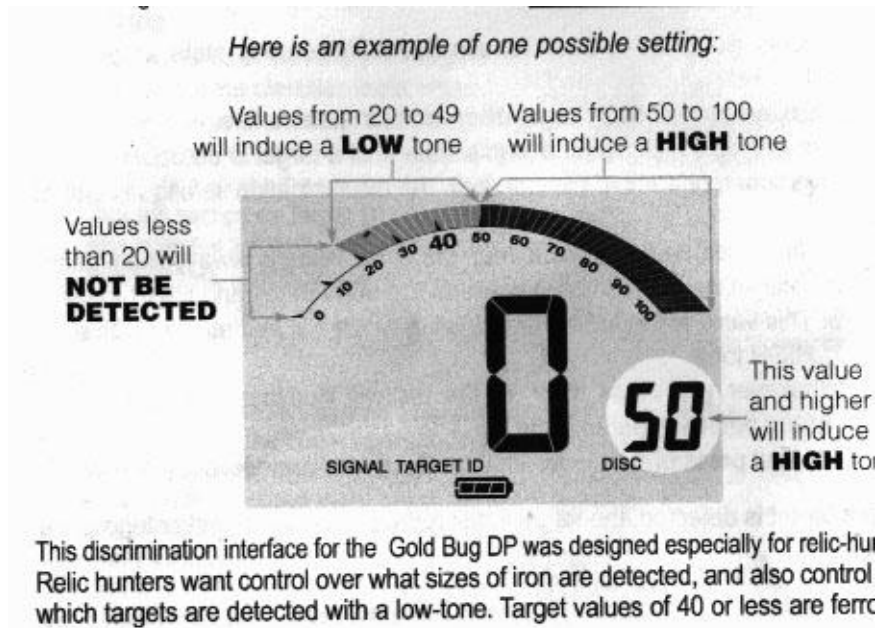 Here is an example of one possible setting:
Values from 20 to 49
will induce a LOW tone
Values from 50 to 100
will induce a HIGH tone
Values less
than 20 will
NOT BE
DETECTED
0 10 20 30 40 50 60 70 80 90 100
0
50
SIGNAL TARGET ID
DISC
This value
and higher
will induce
a HIGH
This discrimination interface for the Gold Bug DP was designed especially for
Relic hunters want control over what sizes of iron are detected, and also control
which targets are detected with a low-tone. Target values of 40 or less are